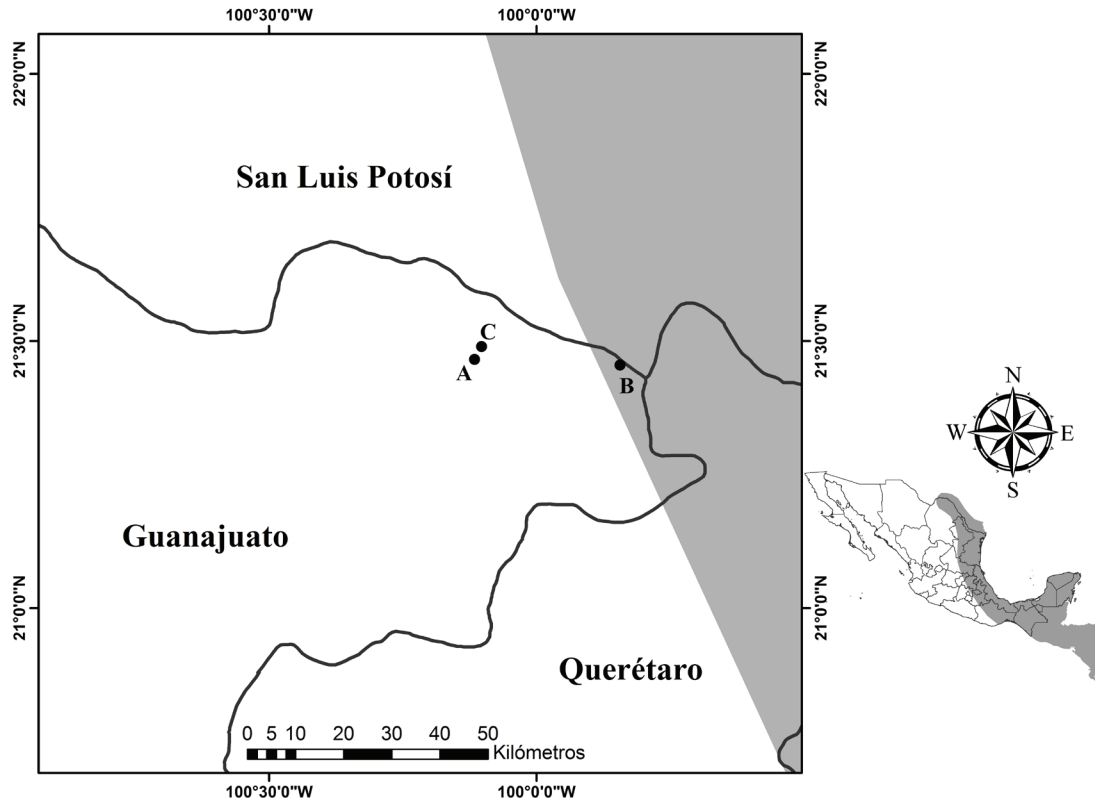 100°30'0"W 100°0'0"W
22°0'0"N
22°0'0"N
San Luis Potosí
21°30'0"N
21°30'0"N
C
A
B
N
W E
S
Guanajuato
21°0'0"N
21°0'0"N
Querétaro
0 5 10 20 30 40 50
Kilómetros
100°30'0"W 100°0'0"W